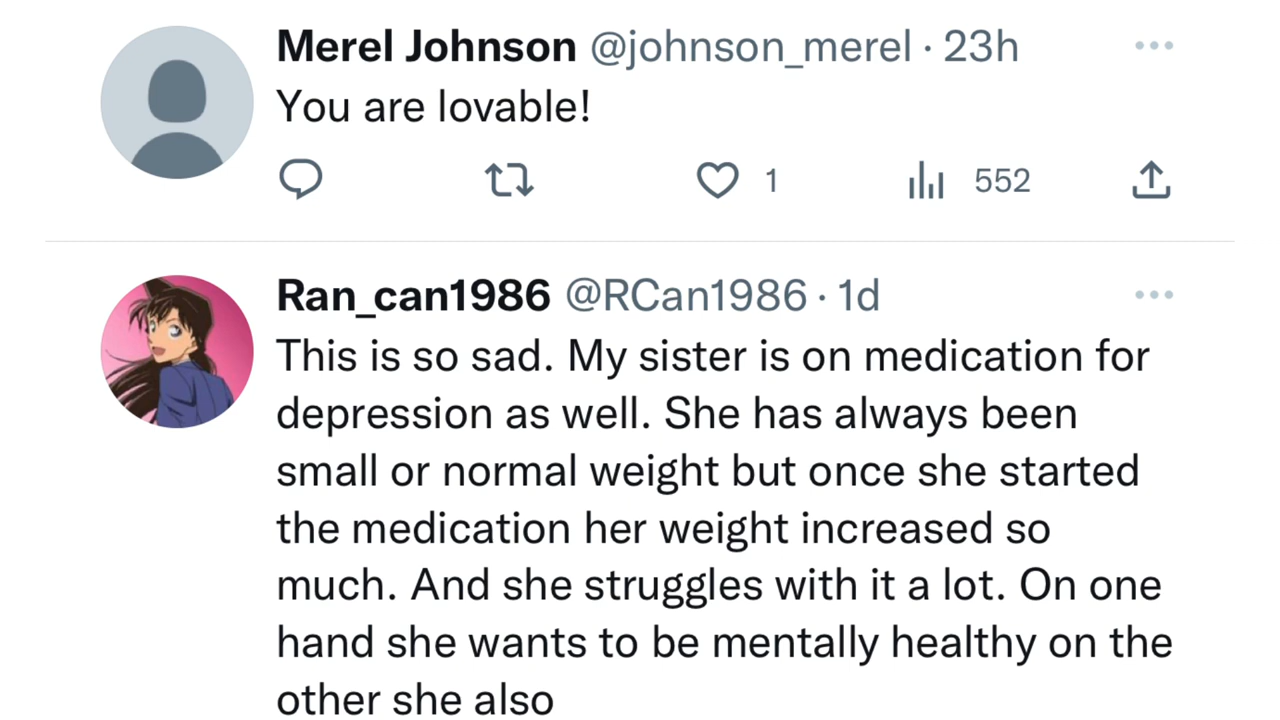 Merel Johnson @johnson_merel · 23h
You are lovable!
1 552
Ran_can1986 @RCan1986 · 1d
This is so sad. My sister is on medication for
depression as well. She has always been
small or normal weight but once she started
the medication her weight increased so
much. And she struggles with it a lot. On one
hand she wants to be mentally healthy on the
other she also